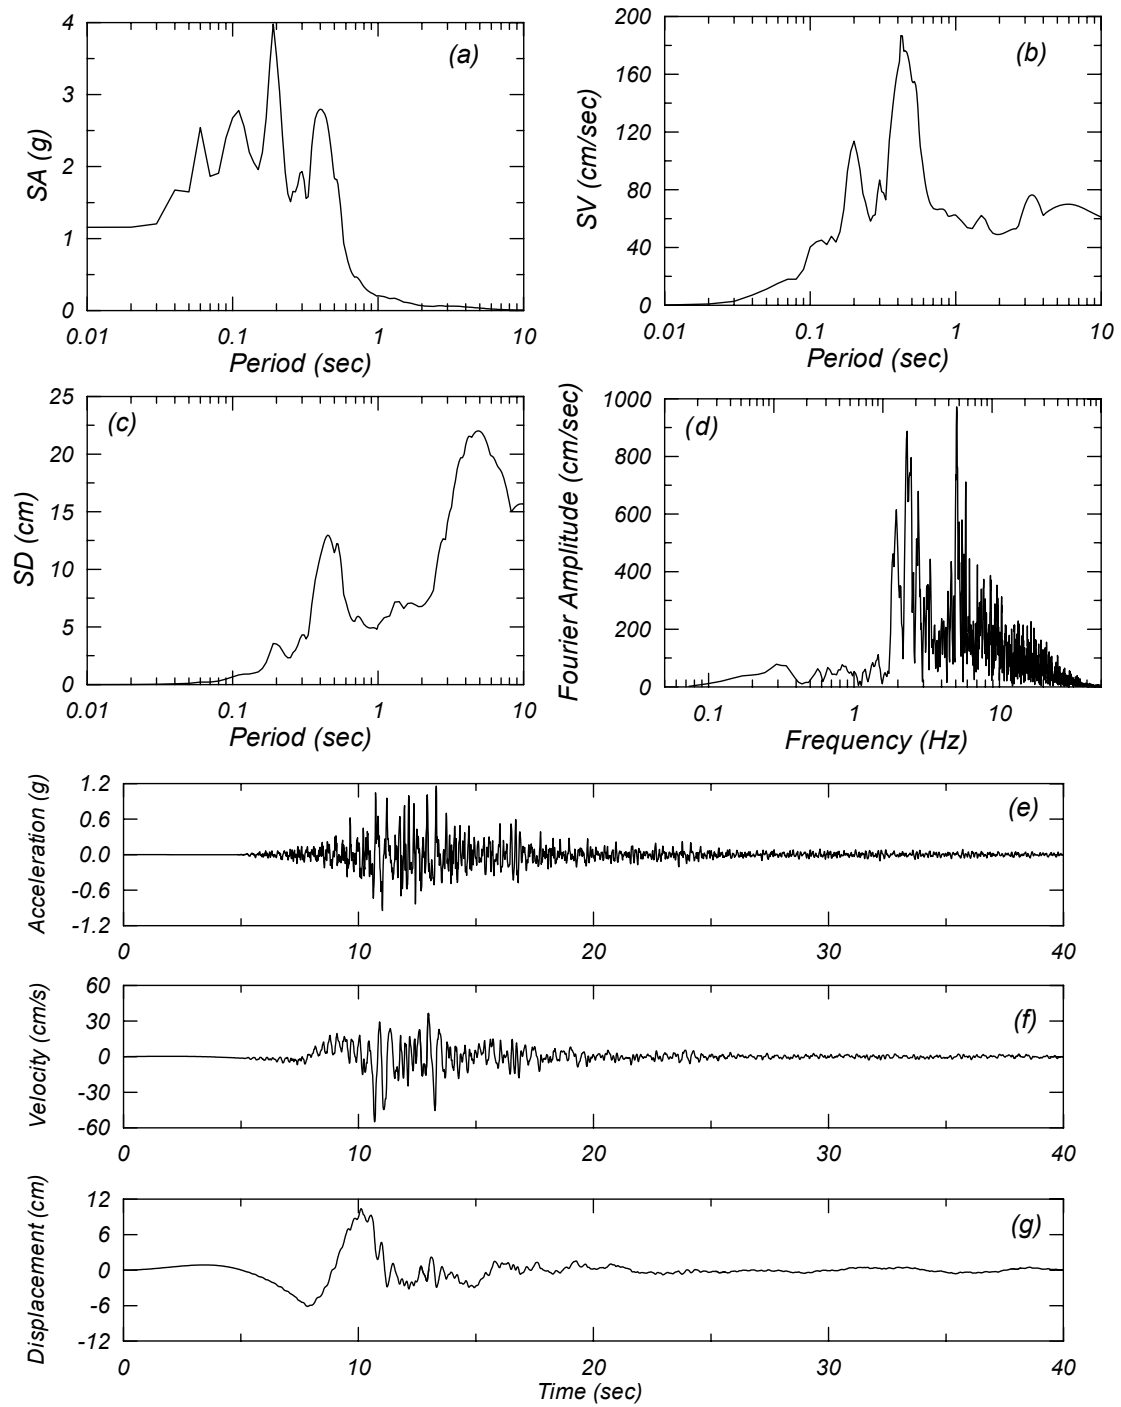 4
3
2
1
0
SA (g)
(a)
0.01 0.1 1 10
Period (sec)
200
160
120
80
40
0
SV (cm/sec)
(b)
0.01 0.1 1 10
Period (sec)
25
20
15
10
5
0
SD (cm)
(c)
0.01 0.1 1 10
Period (sec)
1000
800
600
400
200
0
Fourier Amplitude (cm/sec)
(d)
0.1 1 10
Frequency (Hz)
1.2
0.6
0.0
-0.6
-1.2
Acceleration (g)
(e)
0 10 20 30 40
60
30
0
-30
-60
Velocity (cm/s)
(f)
0 10 20 30 40
12
6
0
-6
-12
Displacement (cm)
(g)
0 10 20 30 40
Time (sec)